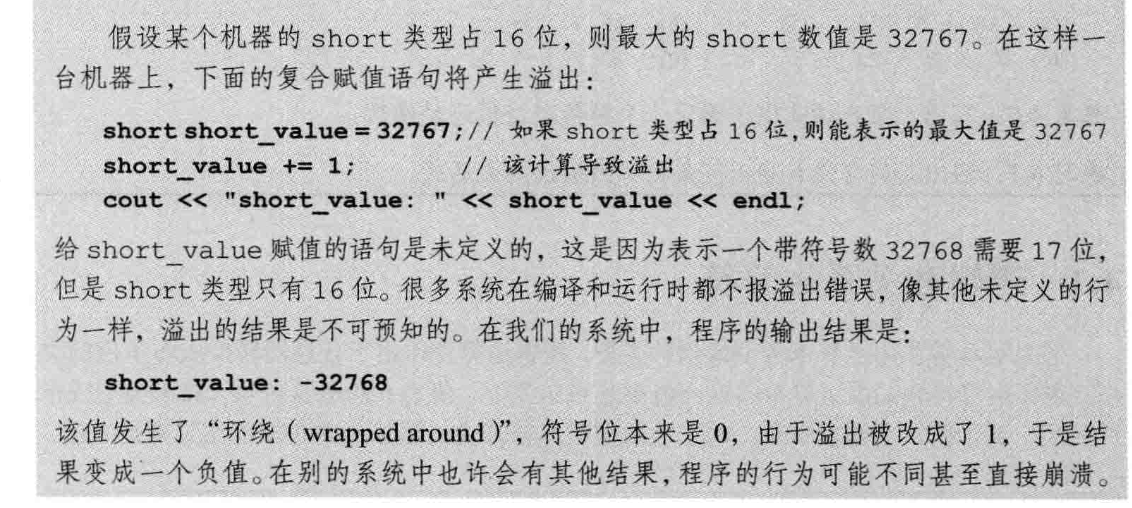 假设某个机器的 short 类型占 16 位，则最大的 short 数值是 32767。在这样一
台机器上，下面的复合赋值语句将产生溢出：
short short_value = 32767;// 如果 short 类型占 16 位,则能表示的最大值是 32767
short_value += 1; // 该计算导致溢出
cout << "short_value: " << short_value << endl;
给 short_value 赋值的语句是未定义的，这是因为表示一个带符号数 32768 需要 17 位，
但是 short 类型只有 16 位。很多系统在编译和运行时都不报溢出错误，像其他未定义的行
为一样，溢出的结果是不可预知的。在我们的系统中，程序的输出结果是：
short_value: -32768
该值发生了“环绕（wrapped around）”，符号位本来是 0，由于溢出被改成了 1，于是结
果变成一个负值。在别的系统中也许会有其他结果，程序的行为可能不同甚至直接崩溃。